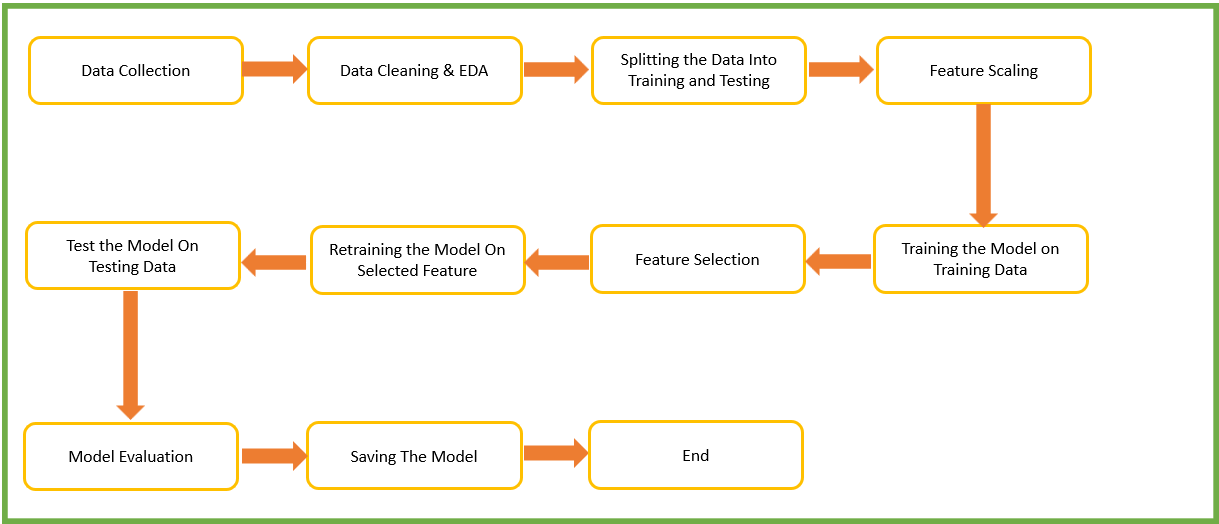 Data Collection
Data Cleaning & EDA
Splitting the Data Into
Training and Testing
Feature Scaling
Training the Model on
Training Data
Feature Selection
Retraining the Model On
Selected Feature
Test the Model On
Testing Data
Model Evaluation
Saving The Model
End